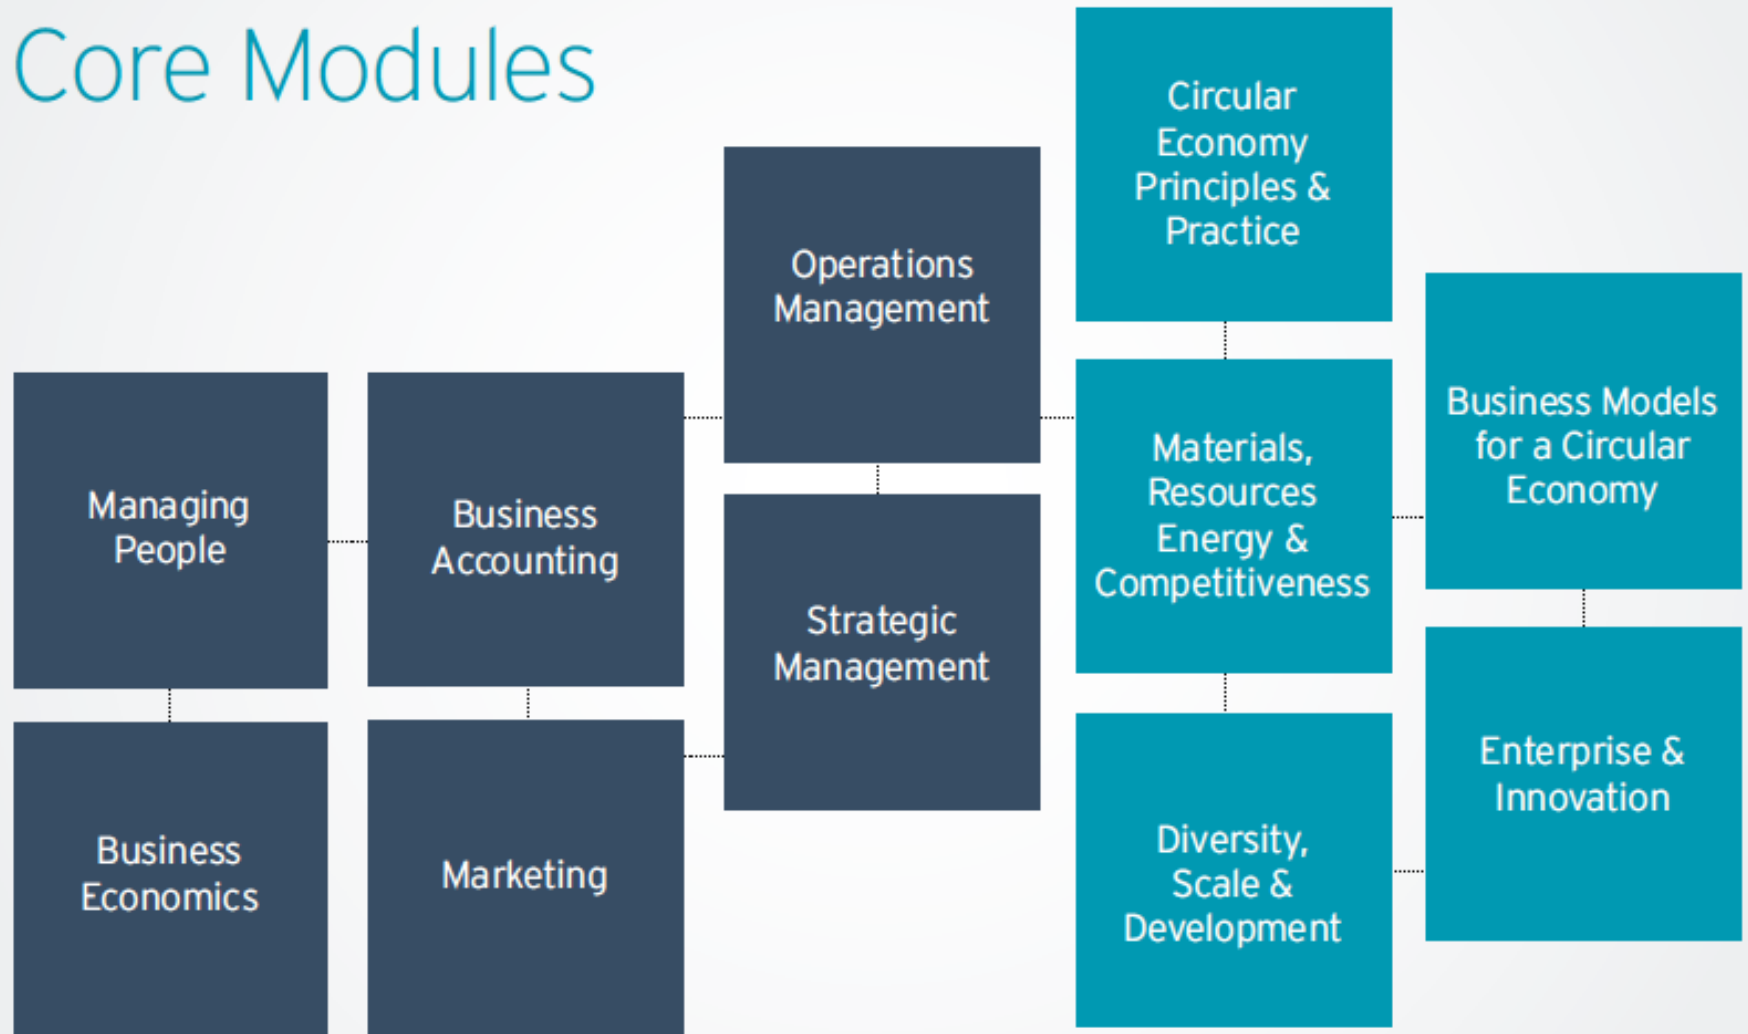 Core Modules
Managing
People
Business
Economics
Business
Accounting
Marketing
Operations
Management
Strategic
Management
Circular
Economy
Principles &
Practice
Materials,
Resources
Energy &
Competitiveness
Diversity,
Scale &
Development
Business Models
for a Circular
Economy
Enterprise &
Innovation